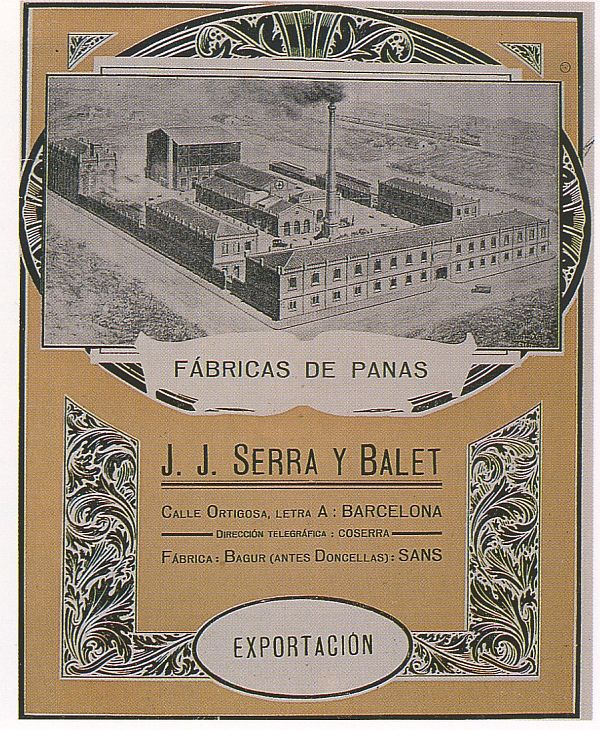 FÁBRICAS DE PANAS
J. J. SERRA Y BALET
CALLE ORTIGOSA, LETRA A : BARCELONA
DIRECCIÓN TELEGRÁFICA : COSERRA
FÁBRICA : BAGUR (ANTES DONCELLAS) : SANS
EXPORTACIÓN